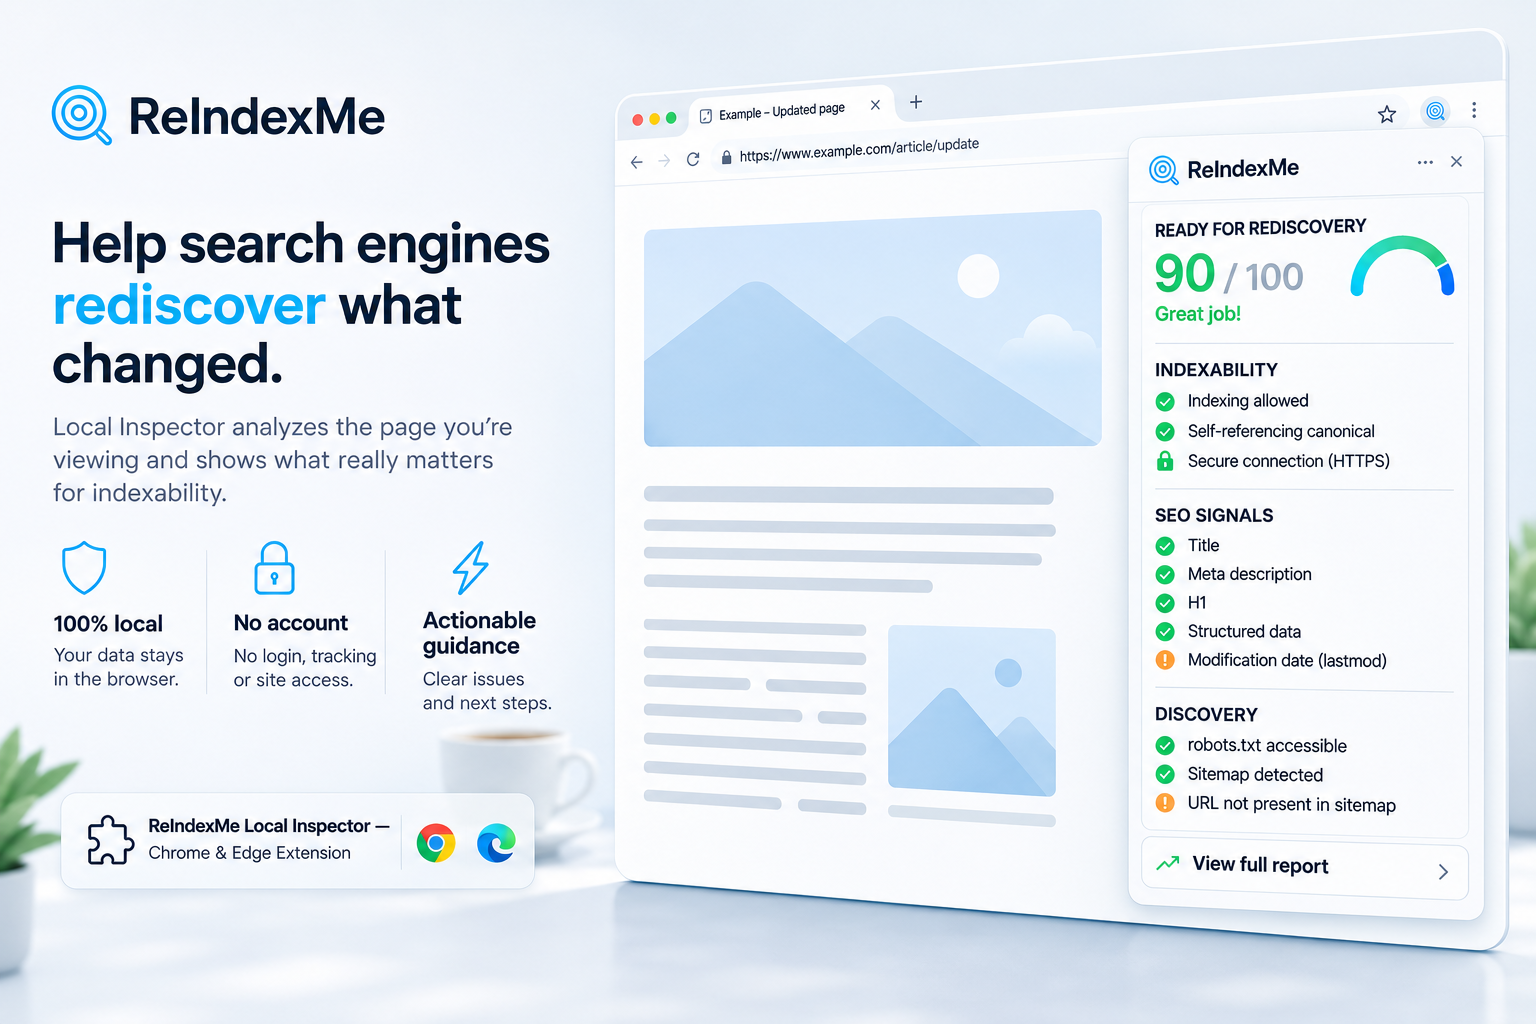 ReIndexMe
Help search engines
rediscover what
changed.
Local Inspector analyzes the page you're
viewing and shows what really matters
for indexability.
100% local
Your data stays
in the browser.
No account
No login, tracking
or site access.
Actionable
guidance
Clear issues
and next steps.
ReIndexMe Local Inspector —
Chrome & Edge Extension
Example – Updated page
https://www.example.com/article/update
ReIndexMe
READY FOR REDISCOVERY
90 / 100
Great job!
INDEXABILITY
Indexing allowed
Self-referencing canonical
Secure connection (HTTPS)
SEO SIGNALS
Title
Meta description
H1
Structured data
Modification date (lastmod)
DISCOVERY
robots.txt accessible
Sitemap detected
URL not present in sitemap
View full report